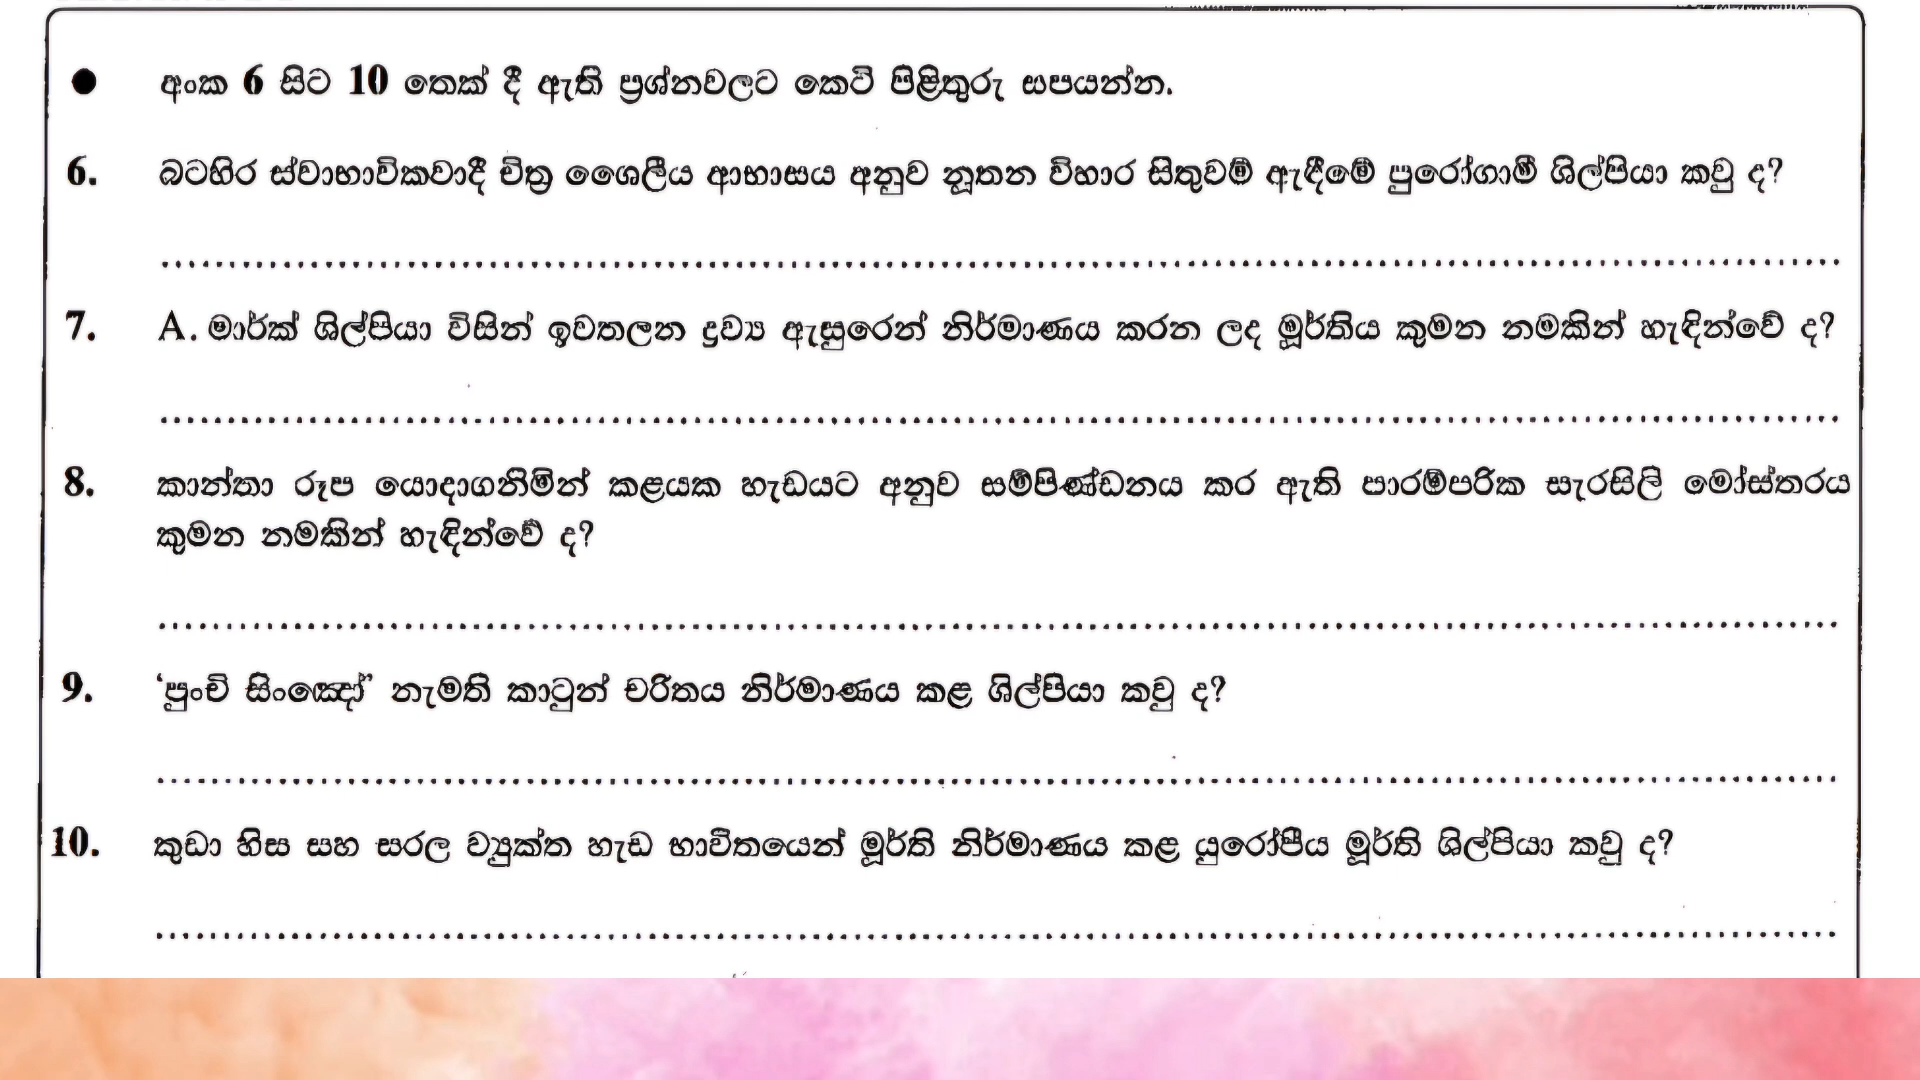 ● අංක 6 සිට 10 තෙක් දී ඇති ප්‍රශ්නවලට කෙටි පිළිතුරු සපයන්න.
6. බටහිර ස්වාභාවිකවාදී චිත්‍ර ශෛලීය ආභාසය අනුව නූතන විහාර සිතුවම් ඇඳීමේ පුරෝගාමී ශිල්පියා කවු ද?
7. A. මාර්ක් ශිල්පියා විසින් ඉවතලන ද්‍රව්‍ය ඇසුරෙන් නිර්මාණය කරන ලද මූර්තිය කුමන නමකින් හැඳින්වේ ද?
8. කාන්තා රූප යොදාගනිමින් කළයක හැඩයට අනුව සම්පිණ්ඩනය කර ඇති පාරම්පරික සැරසිලි මෝස්තරය
කුමන නමකින් හැඳින්වේ ද?
9. ‘පුංචි සිංඤෝ’ නැමති කාටුන් චරිතය නිර්මාණය කළ ශිල්පියා කවු ද?
10. කුඩා හිස සහ සරල ව්‍යුක්ත හැඩ භාවිතයෙන් මූර්ති නිර්මාණය කළ යුරෝපීය මූර්ති ශිල්පියා කවු ද?